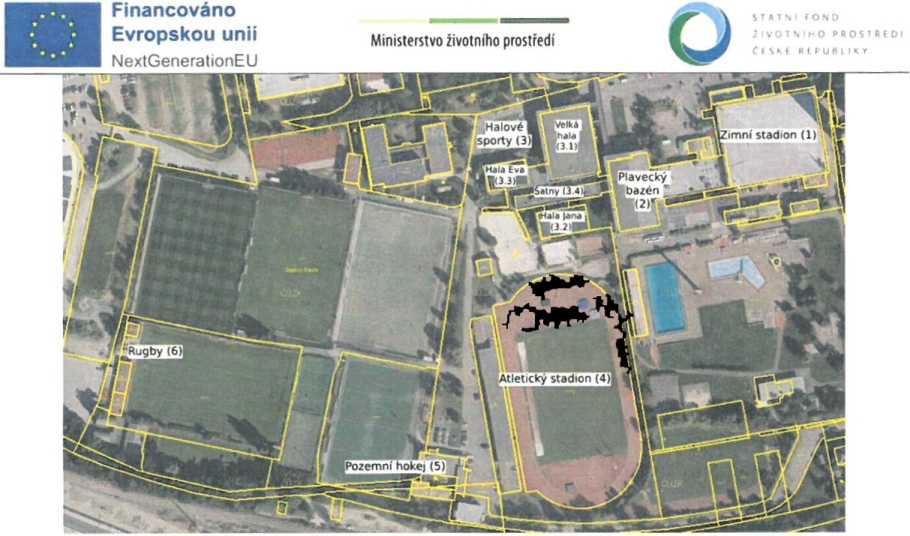 Financováno
Evropskou unií
NextGenerationEU
Ministerstvo životního prostředí
STATNI FOND
ŽIVOTNÍHO PROSTŘEDÍ
ČESKÉ REPUBLIKY
Halové
sporty (3)
Velká
hala
(3.1)
Zimní stadion (1)
Hala Eva
(3.3)
Plavecký
bazén
(2)
Šatny (3.4)
Hala Jana
(3.2)
Rugby (6)
Atletický stadion (4)
Pozemní hokej (5)